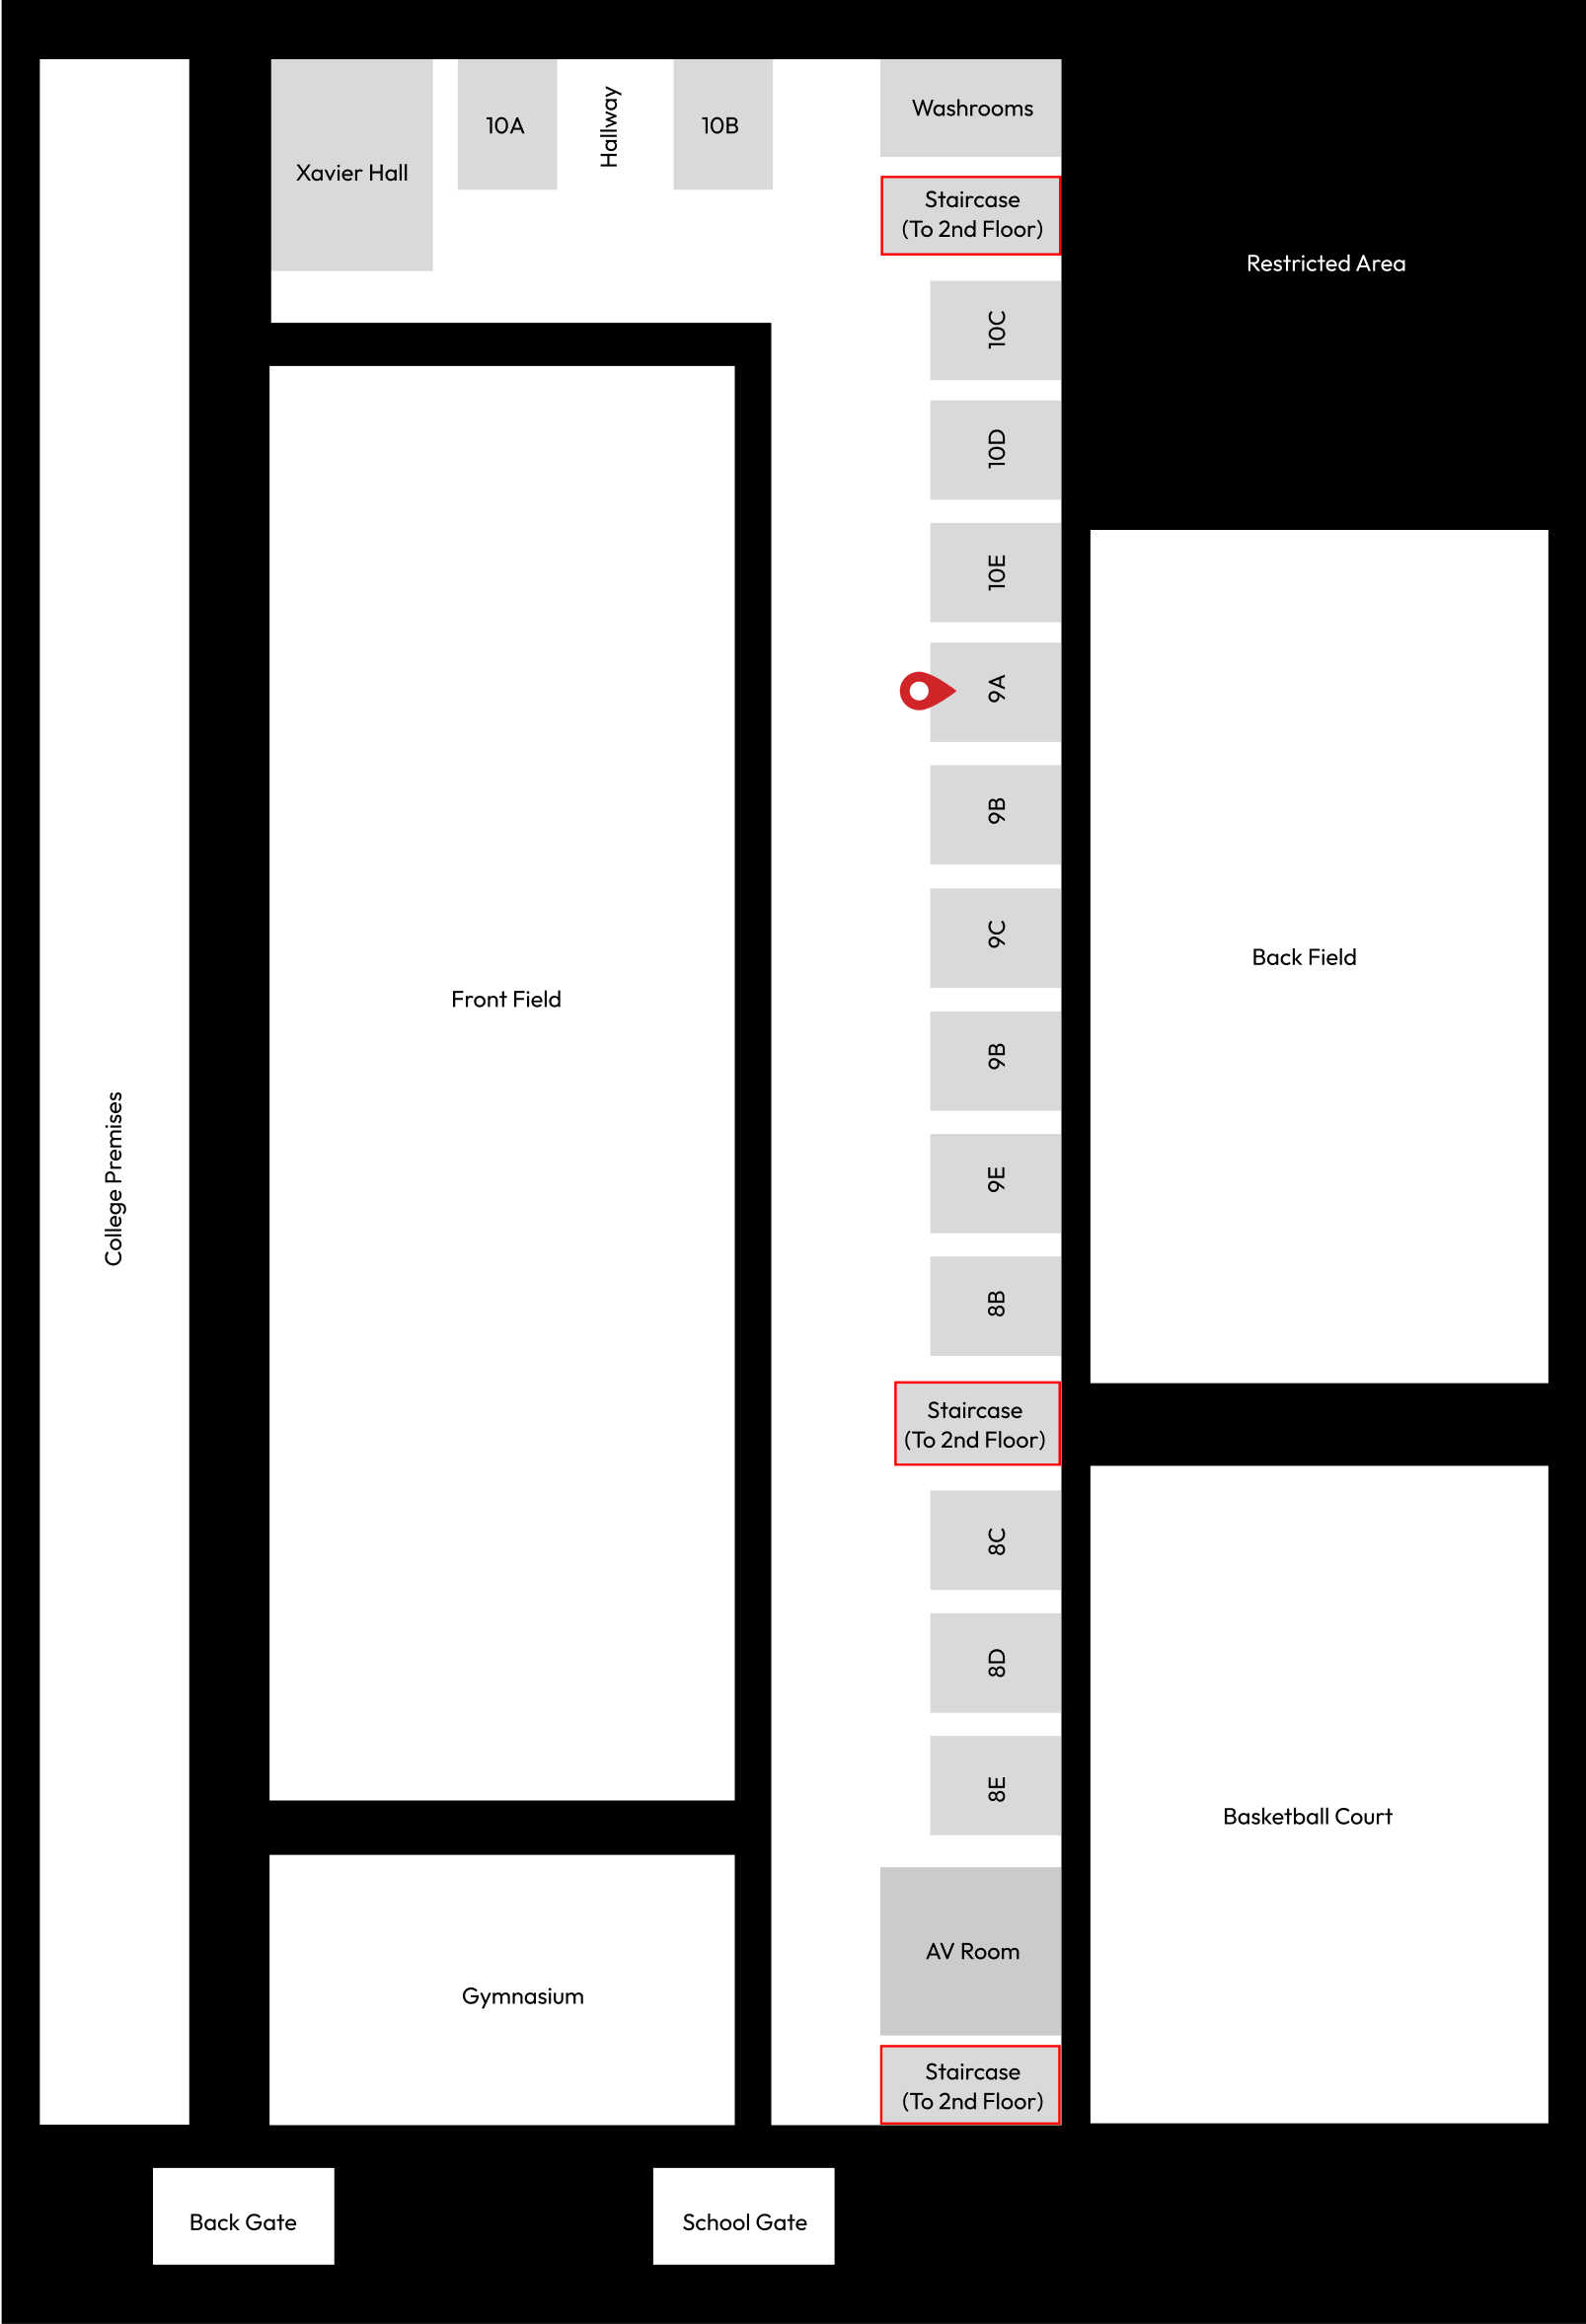 Xavier Hall
10A
Hallway
10B
Washrooms
Staircase
(To 2nd Floor)
Restricted Area
10C
10D
10E
9A
9B
9C
9B
9E
8B
Staircase
(To 2nd Floor)
8C
8D
8E
AV Room
Staircase
(To 2nd Floor)
Front Field
Back Field
College Premises
Basketball Court
Gymnasium
Back Gate
School Gate